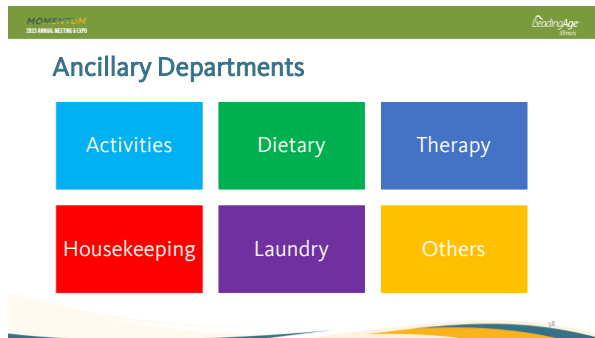 MOMENTUM
2023 ANNUAL MEETING & EXPO
LeadingAge
Illinois
Ancillary Departments
Activities
Dietary
Therapy
Housekeeping
Laundry
Others
38